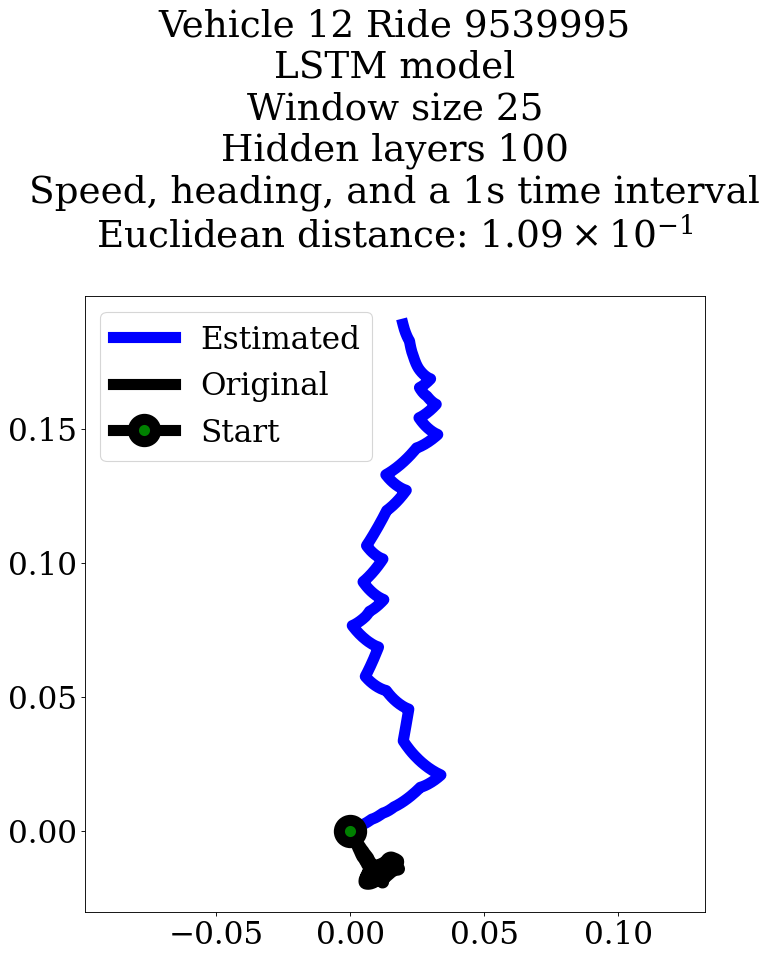 Vehicle 12 Ride 9539995
LSTM model
Window size 25
Hidden layers 100
Speed, heading, and a 1s time interval
Euclidean distance: 1.09 × 10⁻¹
Estimated
Original
Start
0.15
0.10
0.05
0.00
−0.05 0.00 0.05 0.10